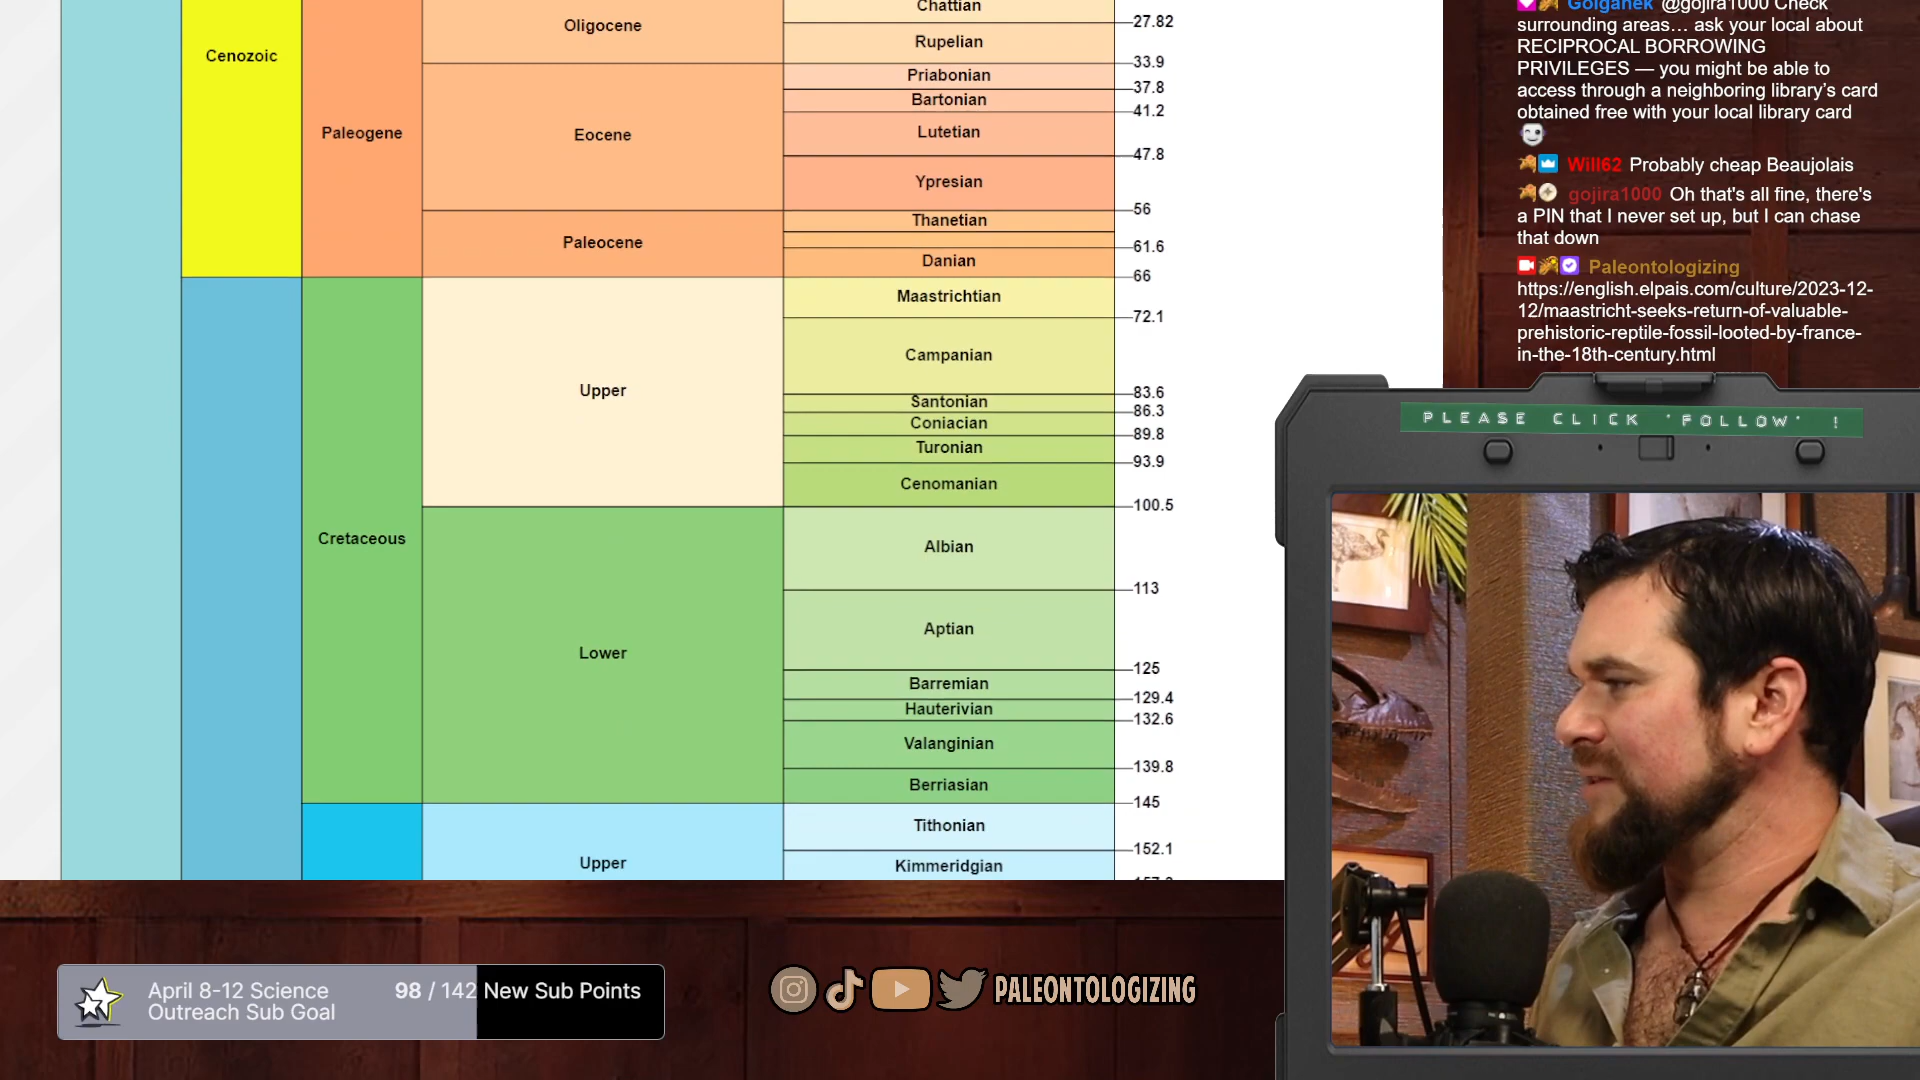 Cenozoic
Paleogene
Oligocene
Chattian
27.82
Rupelian
33.9
Priabonian
37.8
Bartonian
41.2
Eocene
Lutetian
47.8
Ypresian
56
Paleocene
Thanetian
61.6
Danian
66
Cretaceous
Upper
Maastrichtian
72.1
Campanian
83.6
Santonian
86.3
Coniacian
89.8
Turonian
93.9
Cenomanian
100.5
Lower
Albian
113
Aptian
125
Barremian
129.4
Hauterivian
132.6
Valanginian
139.8
Berriasian
145
Upper
Tithonian
152.1
Kimmeridgian
Golganek @gojira1000 Check
surrounding areas... ask your local about
RECIPROCAL BORROWING
PRIVILEGES — you might be able to
access through a neighboring library's card
obtained free with your local library card
Will62 Probably cheap Beaujolais
gojira1000 Oh that's all fine, there's
a PIN that I never set up, but I can chase
that down
Paleontologizing
https://english.elpais.com/culture/2023-12-
12/maastricht-seeks-return-of-valuable-
prehistoric-reptile-fossil-looted-by-france-
in-the-18th-century.html
PLEASE CLICK 'FOLLOW' !
April 8-12 Science
Outreach Sub Goal
98 / 142 New Sub Points
PALEONTOLOGIZING